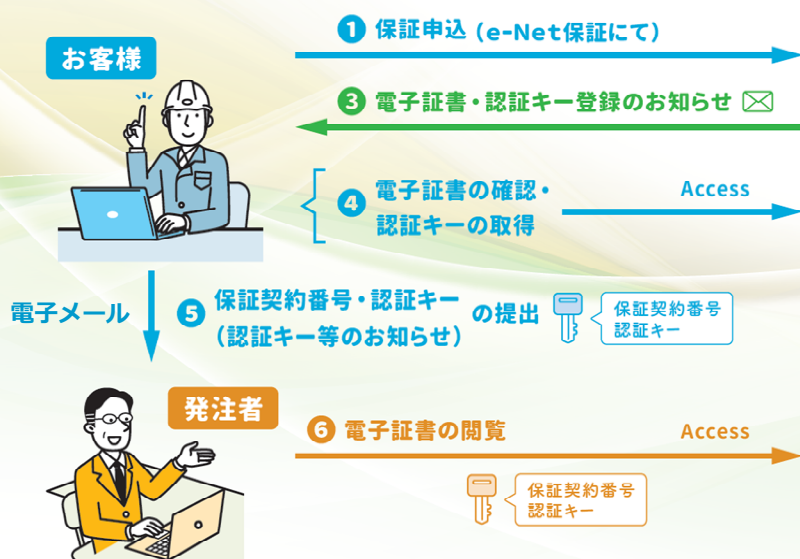 お客様
1 保証申込（e-Net保証にて）
3 電子証書・認証キー登録のお知らせ
4 電子証書の確認・
認証キーの取得
Access
電子メール
5 保証契約番号・認証キー
（認証キー等のお知らせ）
の提出
保証契約番号
認証キー
発注者
6 電子証書の閲覧
Access
保証契約番号
認証キー